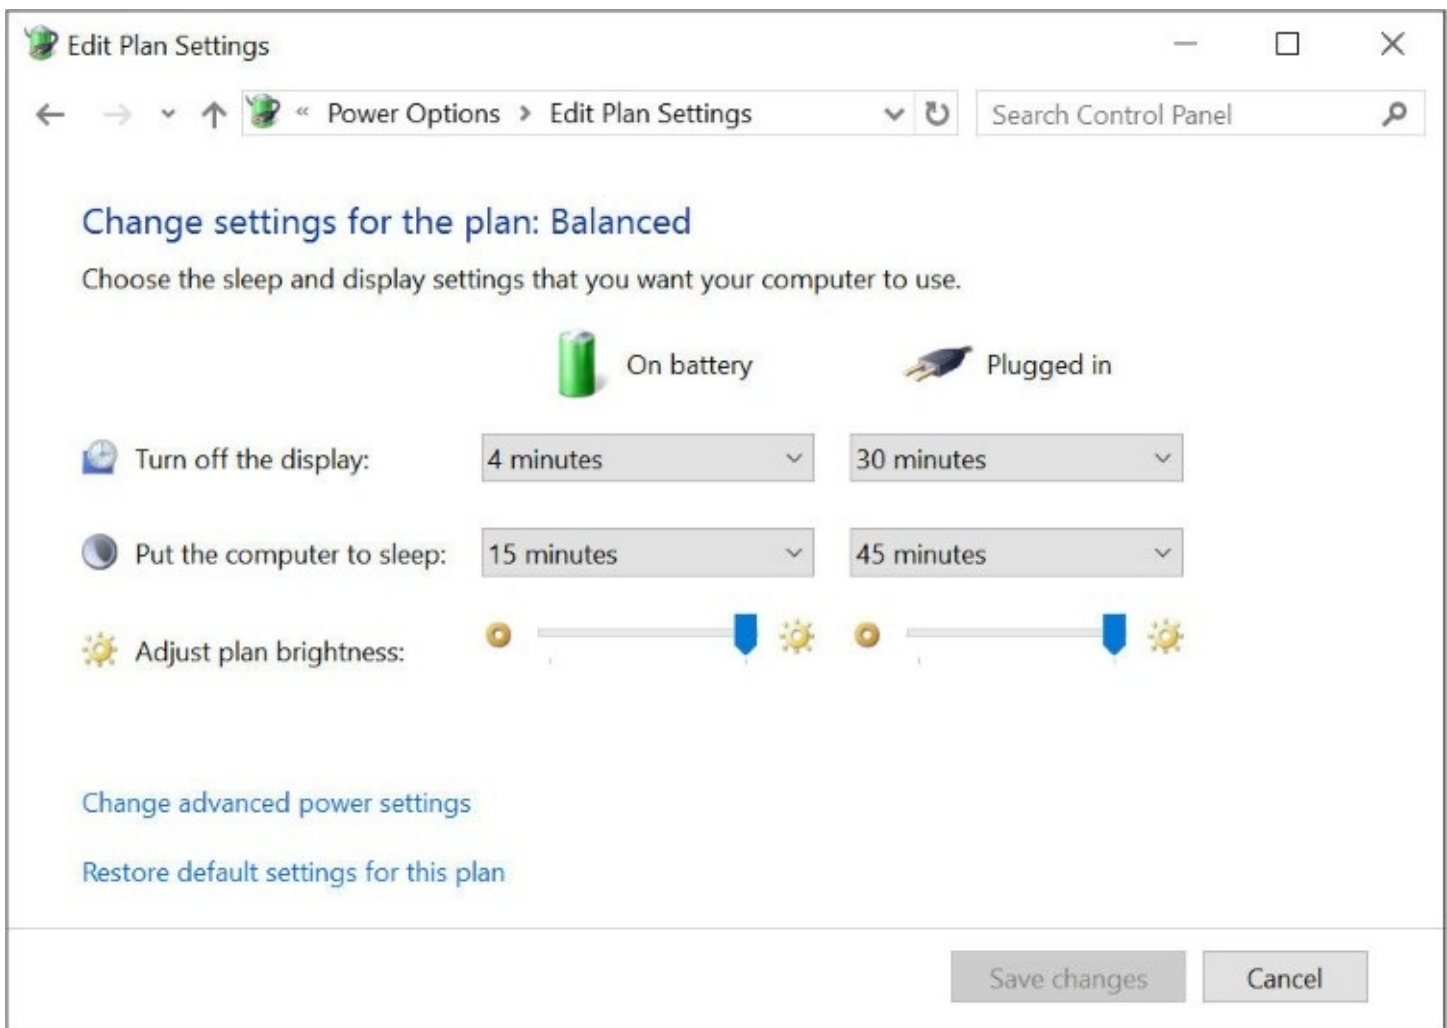 Edit Plan Settings
« Power Options > Edit Plan Settings
Search Control Panel
Change settings for the plan: Balanced
Choose the sleep and display settings that you want your computer to use.
On battery
Plugged in
Turn off the display:
4 minutes
30 minutes
Put the computer to sleep:
15 minutes
45 minutes
Adjust plan brightness:
Change advanced power settings
Restore default settings for this plan
Save changes
Cancel